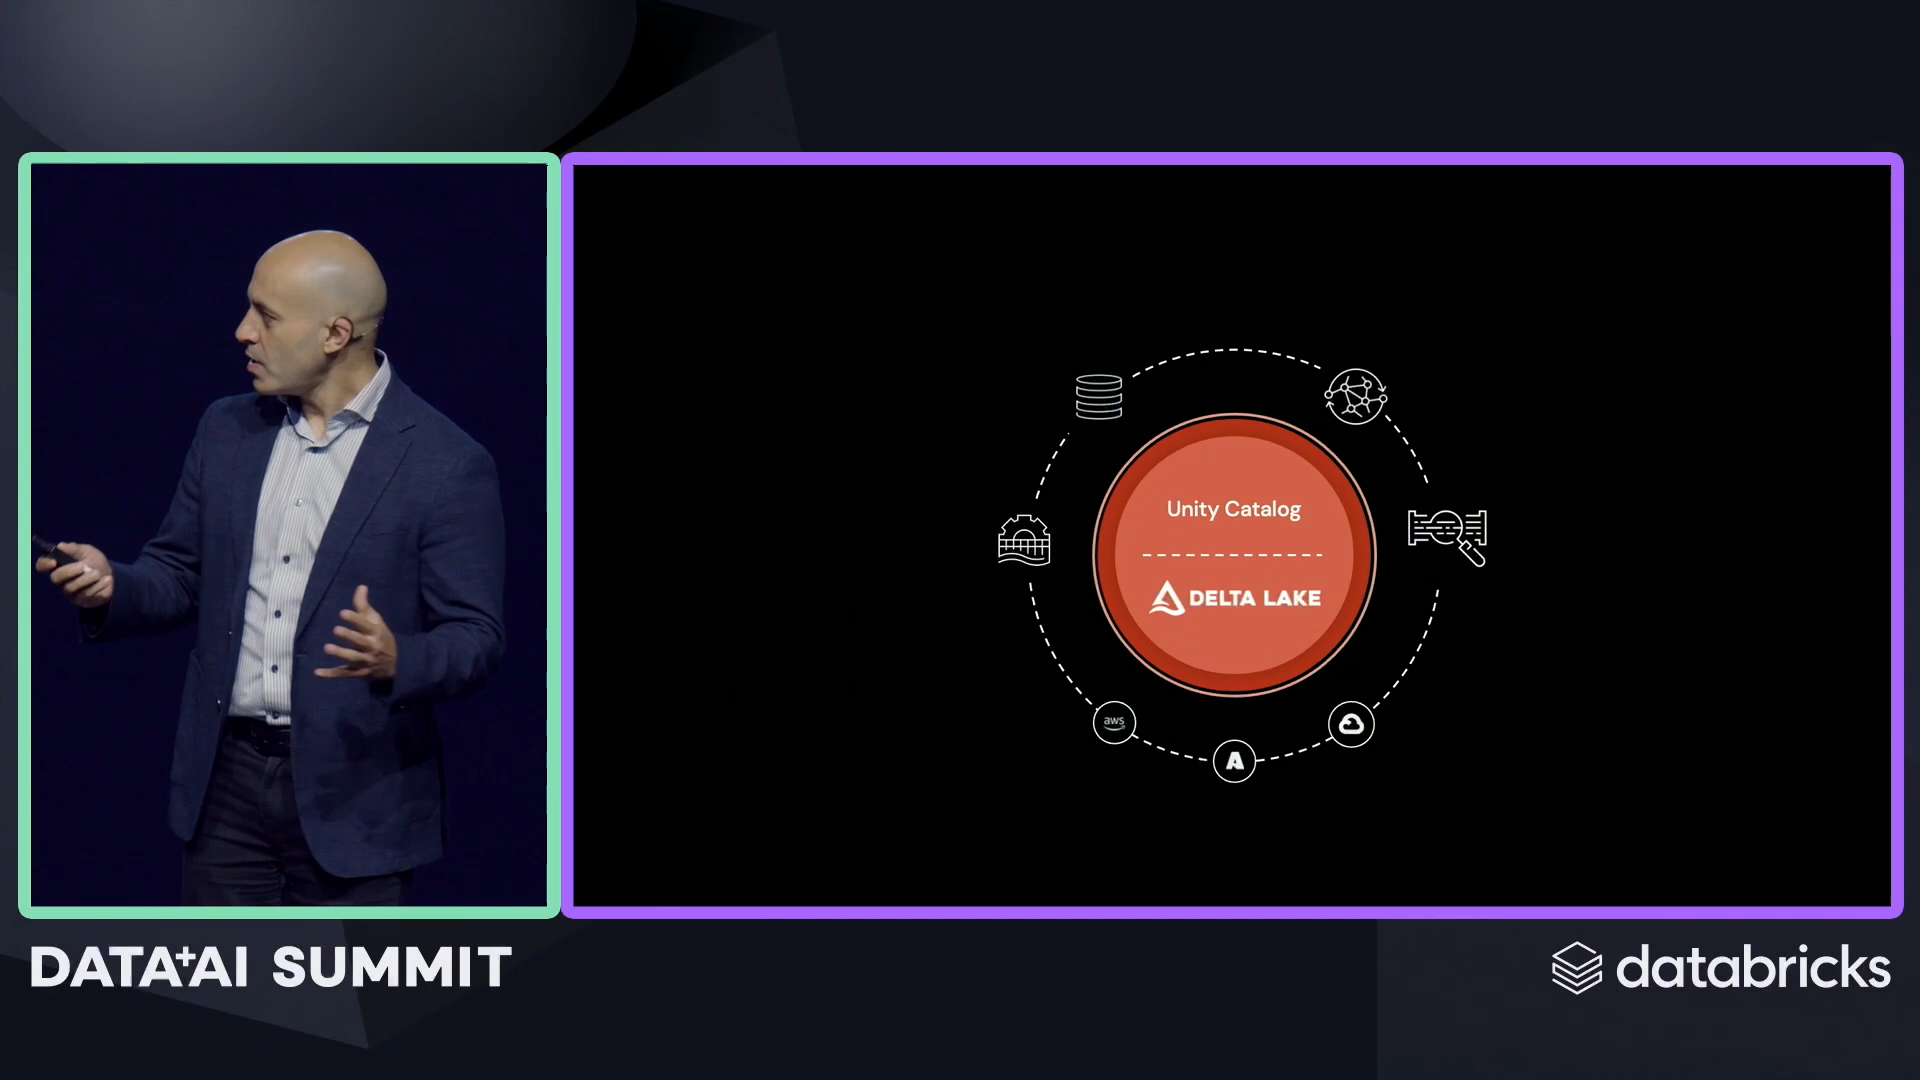 Unity Catalog
DELTA LAKE
aws
A
DATA+AI SUMMIT
databricks